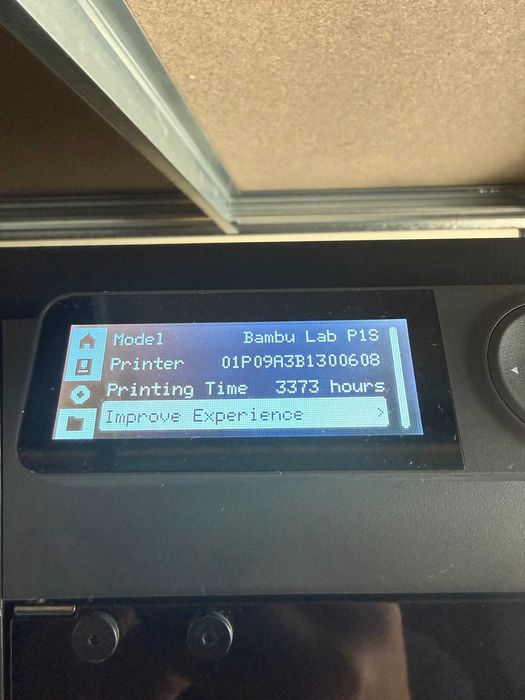 Model Bambu Lab P1S
Printer 01P09A3B1300608
Printing Time 3373 hours
Improve Experience >